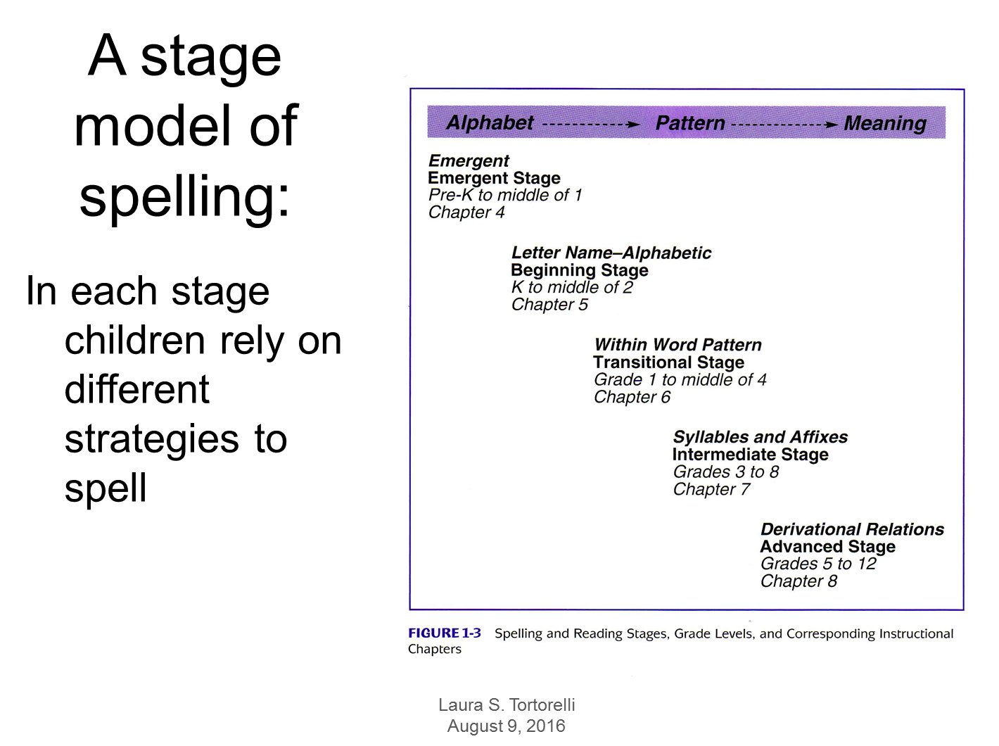 A stage
model of
spelling:
In each stage
children rely on
different
strategies to
spell
Alphabet Pattern Meaning
Emergent
Emergent Stage
Pre-K to middle of 1
Chapter 4
Letter Name–Alphabetic
Beginning Stage
K to middle of 2
Chapter 5
Within Word Pattern
Transitional Stage
Grade 1 to middle of 4
Chapter 6
Syllables and Affixes
Intermediate Stage
Grades 3 to 8
Chapter 7
Derivational Relations
Advanced Stage
Grades 5 to 12
Chapter 8
FIGURE 1-3 Spelling and Reading Stages, Grade Levels, and Corresponding Instructional
Chapters
Laura S. Tortorelli
August 9, 2016